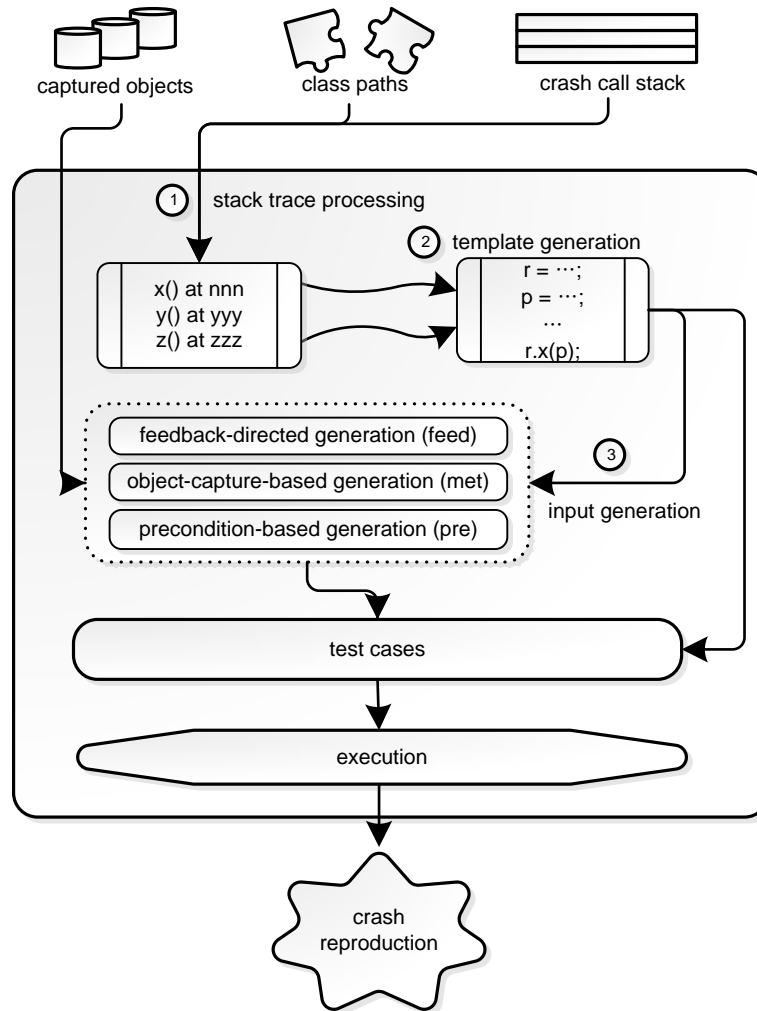 captured objects
class paths
crash call stack
1
stack trace processing
2
template generation
x() at nnn
y() at yyy
z() at zzz
r = ···;
p = ···;
···
r.x(p);
feedback-directed generation (feed)
object-capture-based generation (met)
precondition-based generation (pre)
3
input generation
test cases
execution
crash
reproduction